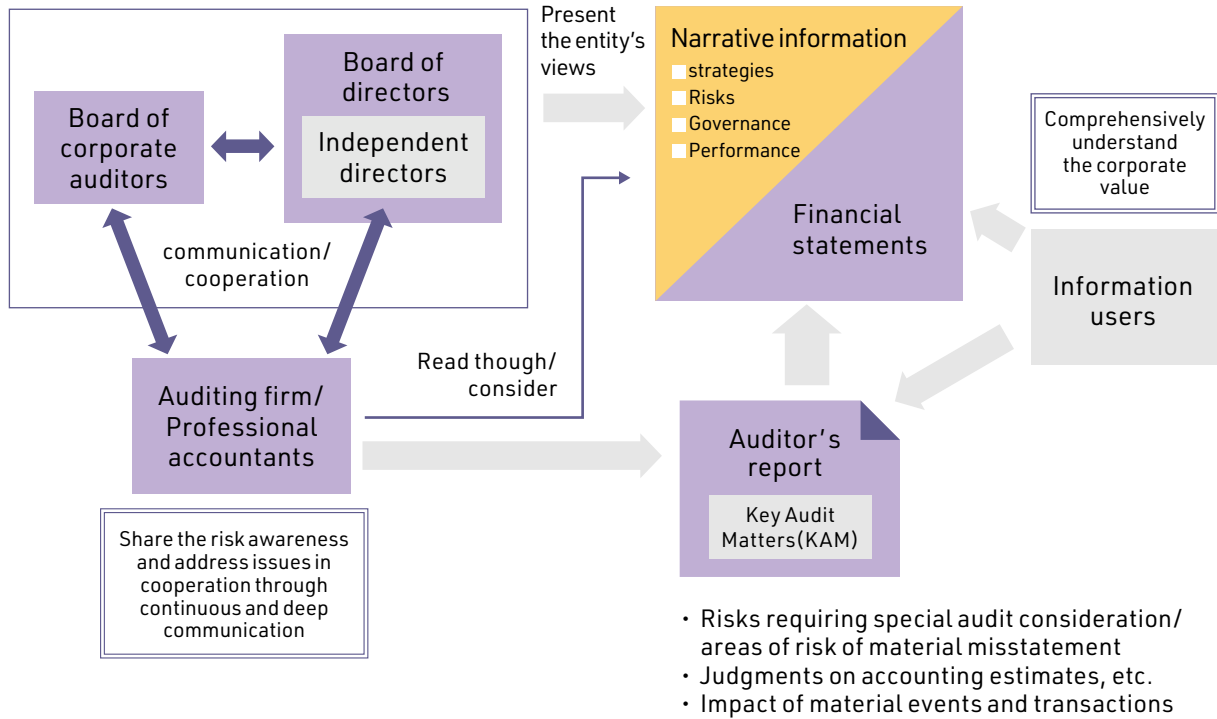 Board of
corporate
auditors
Board of
directors
Independent
directors
communication/
cooperation
Present
the entity's
views
Narrative information
strategies
Risks
Governance
Performance
Financial
statements
Comprehensively
understand
the corporate
value
Information
users
Auditing firm/
Professional
accountants
Read though/
consider
Share the risk awareness
and address issues in
cooperation through
continuous and deep
communication
Auditor's
report
Key Audit
Matters(KAM)
・ Risks requiring special audit consideration/
areas of risk of material misstatement
・ Judgments on accounting estimates, etc.
・ Impact of material events and transactions